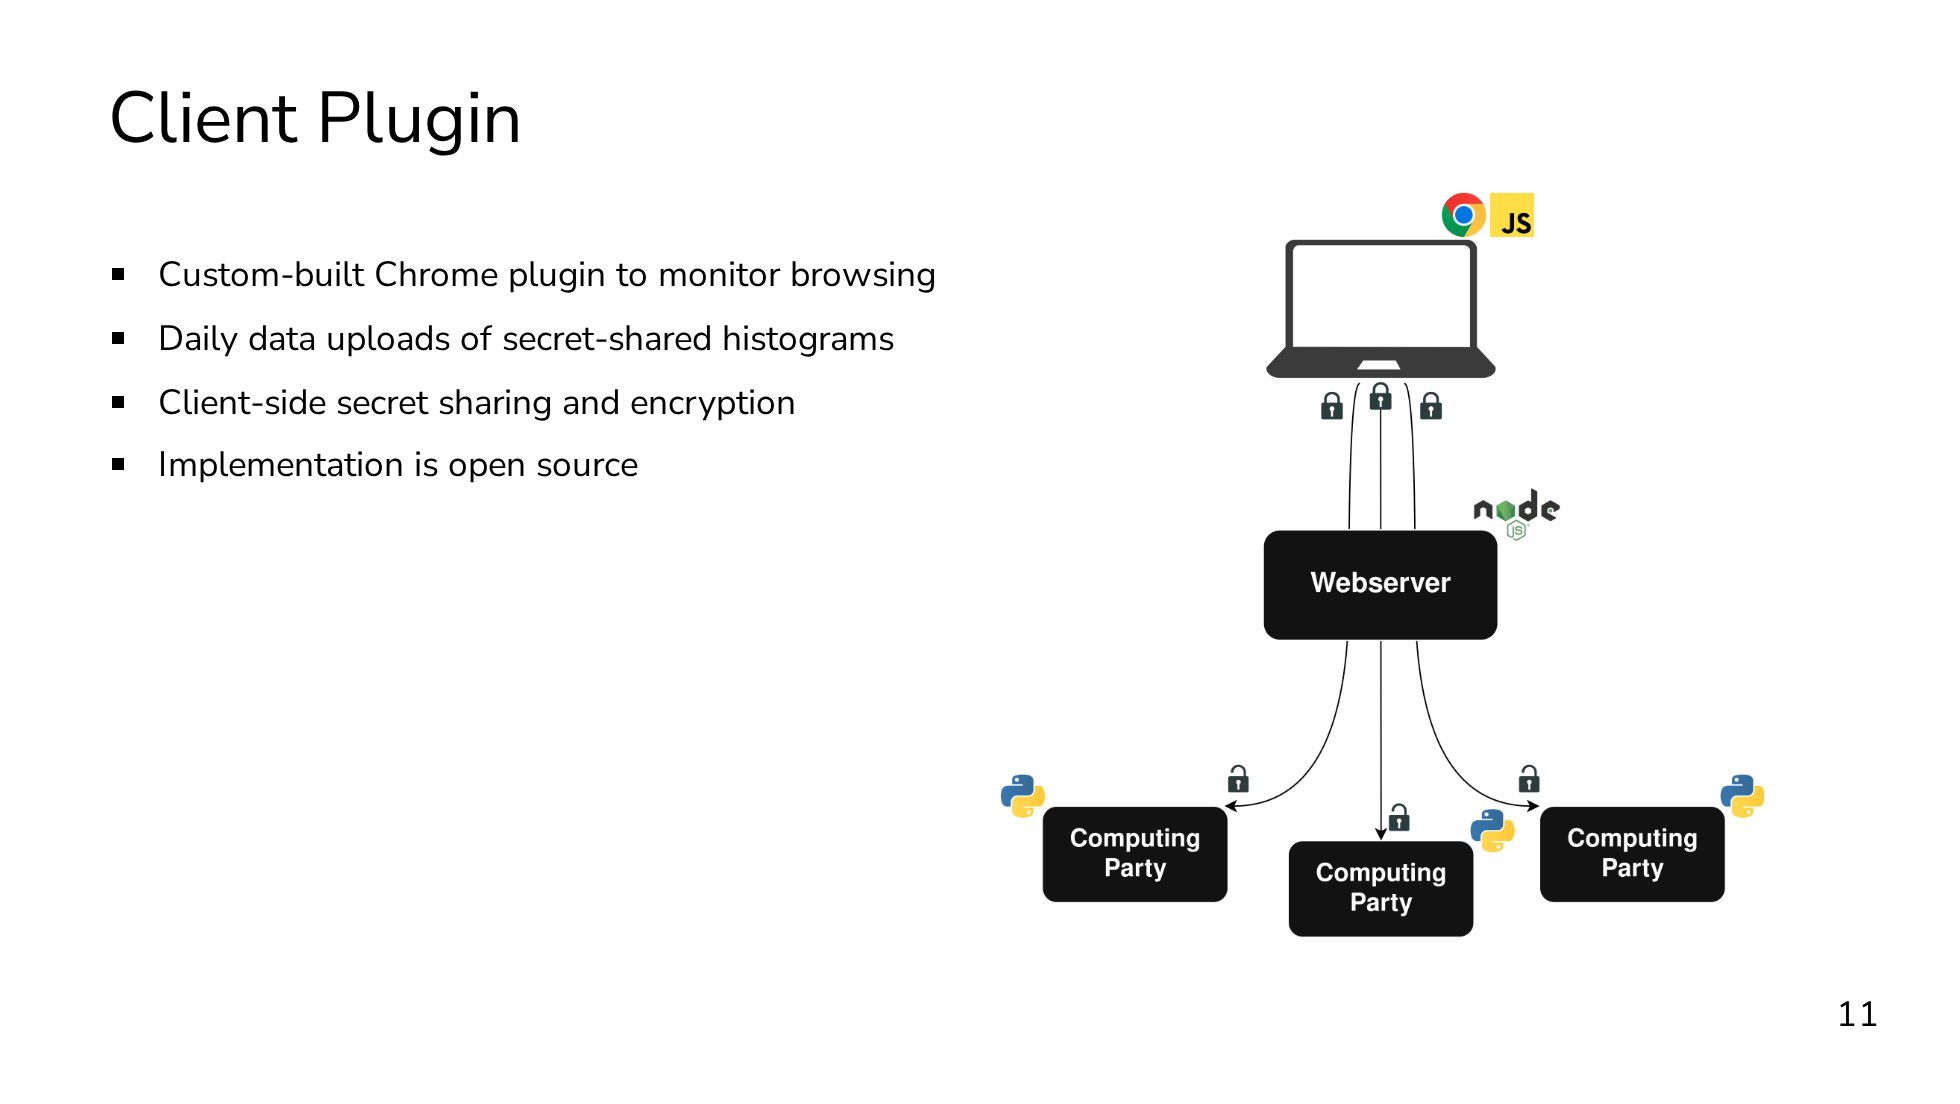 Client Plugin
Custom-built Chrome plugin to monitor browsing
Daily data uploads of secret-shared histograms
Client-side secret sharing and encryption
Implementation is open source
JS
node
JS
Webserver
Computing
Party
Computing
Party
Computing
Party
11